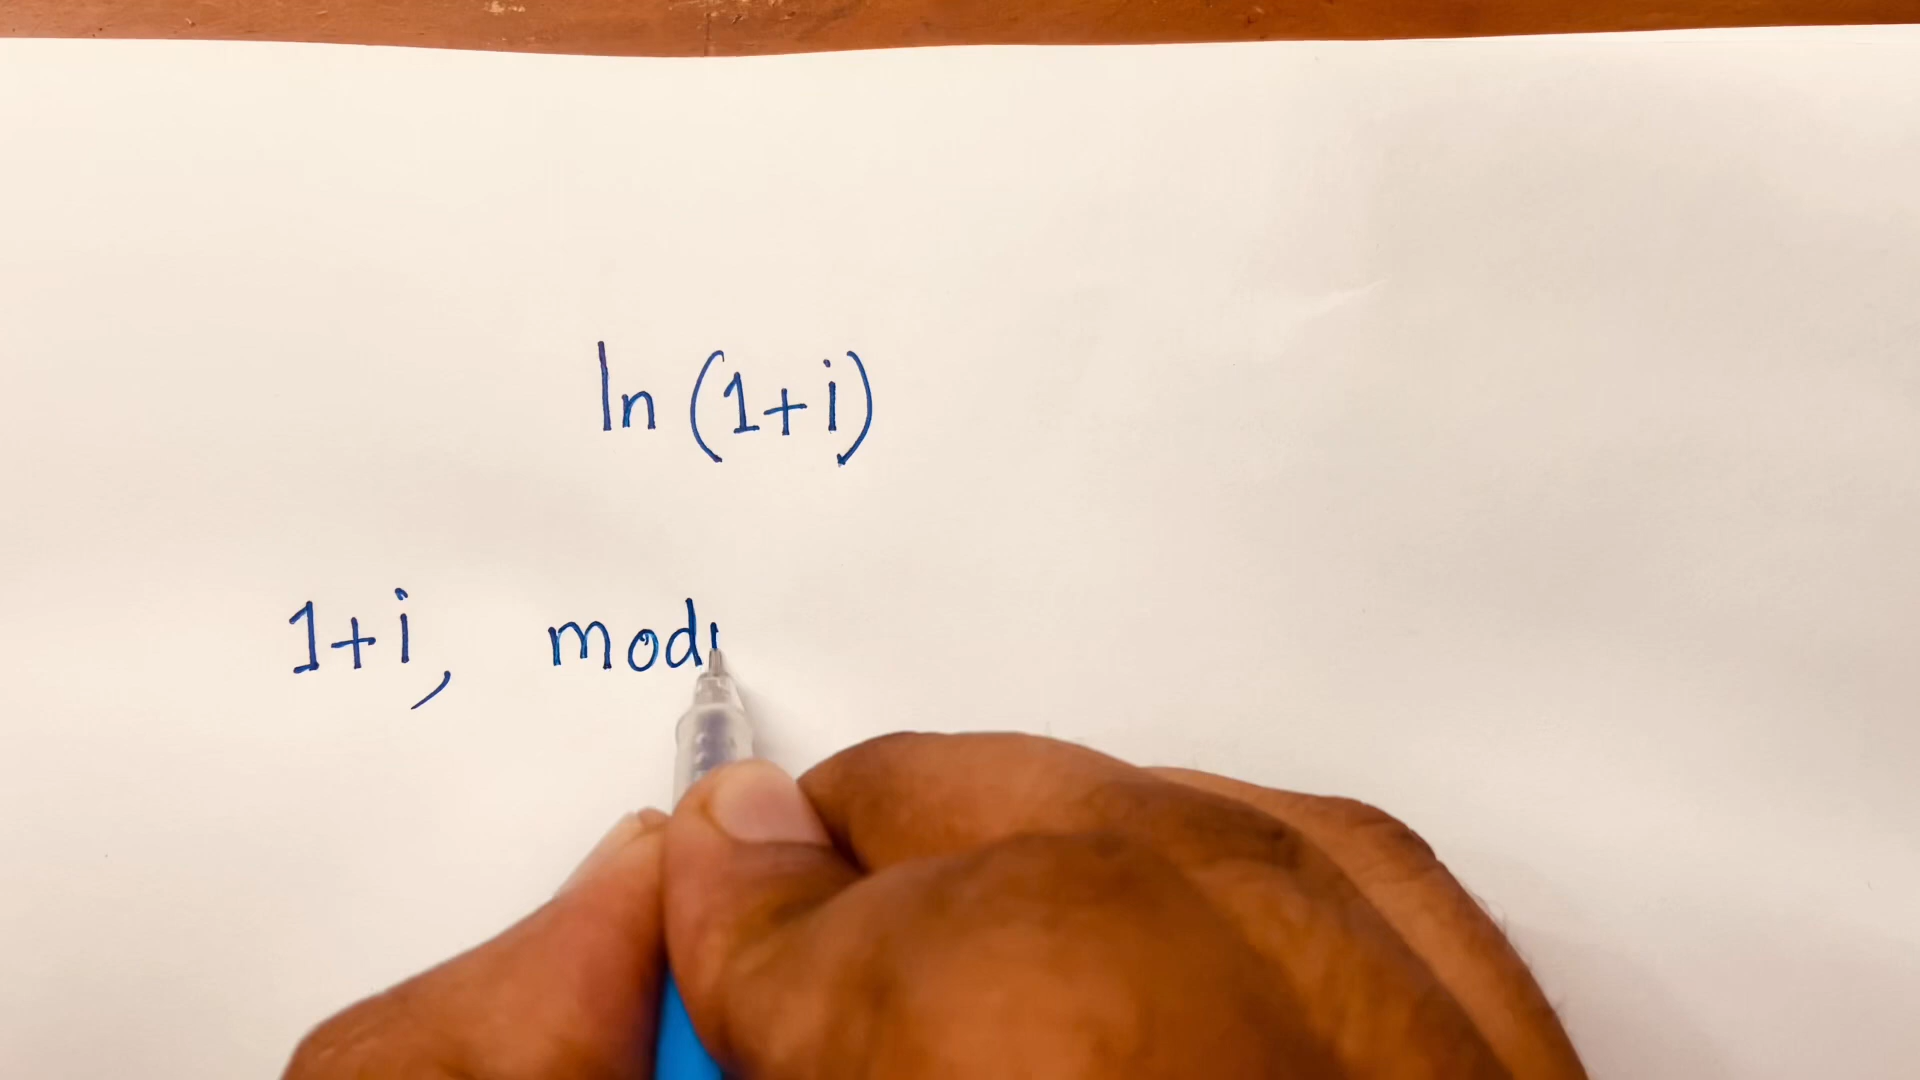 ln (1+i)
1+i, mod